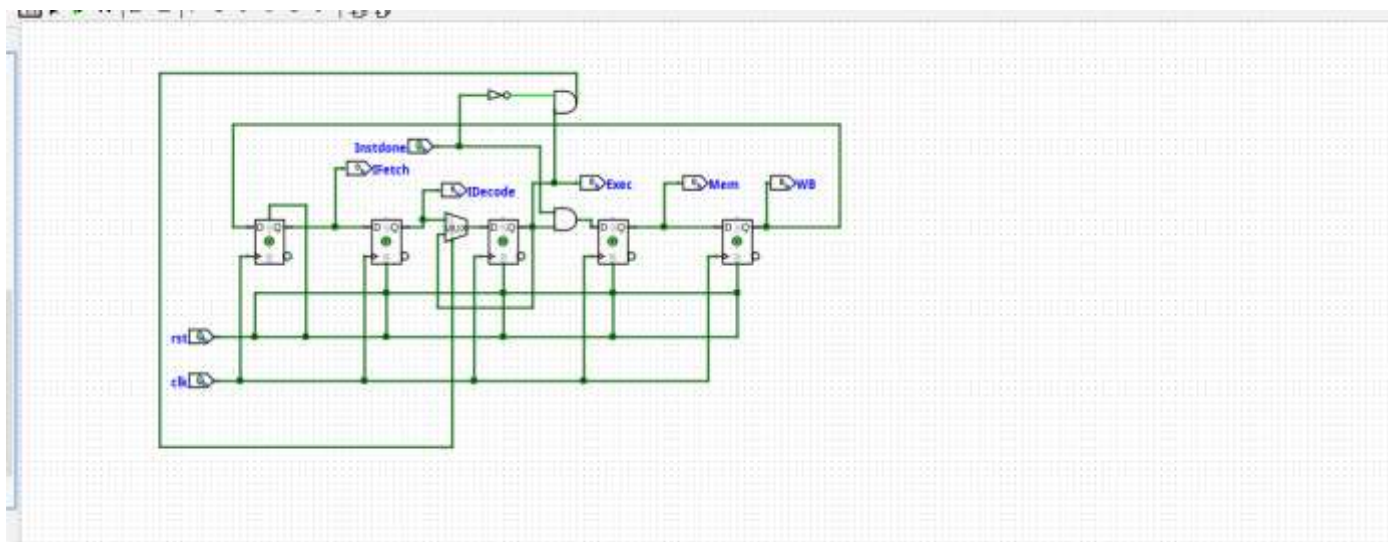 Instdone
IFetch
IDecode
Exec
Mem
WB
D Q
D Q
MUX
D Q
D Q
D Q
rst
clk